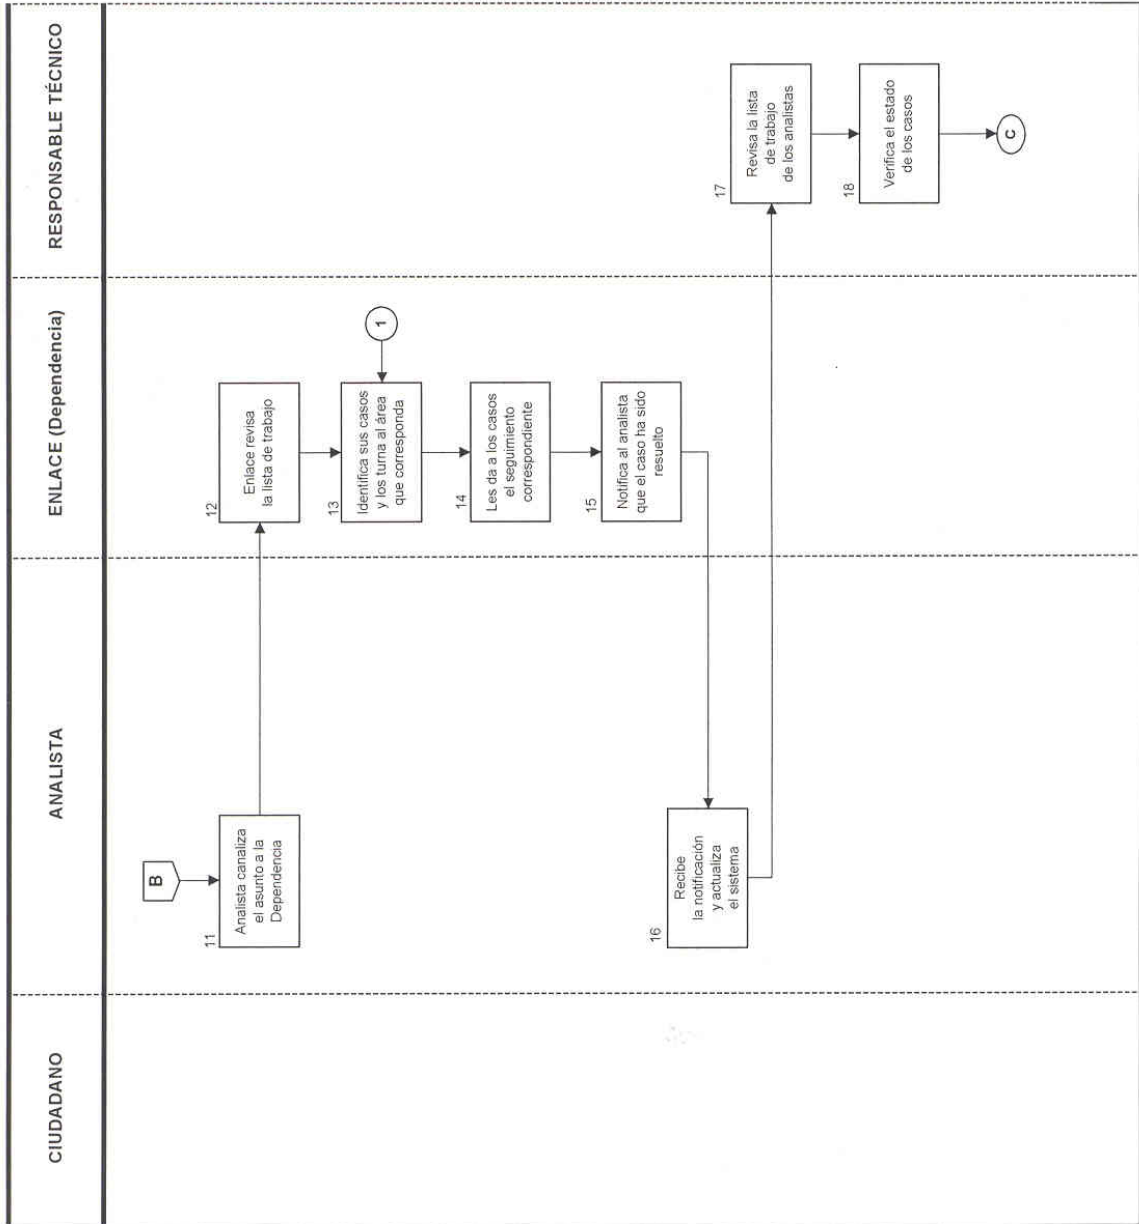 CIUDADANO
ANALISTA
ENLACE (Dependencia)
RESPONSABLE TÉCNICO
B
11
Analista canaliza
el asunto a la
Dependencia
12
Enlace revisa
la lista de trabajo
1
13
Identifica sus casos
y los turna al área
que corresponda
14
Les da a los casos
el seguimiento
correspondiente
15
Notifica al analista
que el caso ha sido
resuelto
16
Recibe
la notificación
y actualiza
el sistema
17
Revisa la lista
de trabajo
de los analistas
18
Verifica el estado
de los casos
C